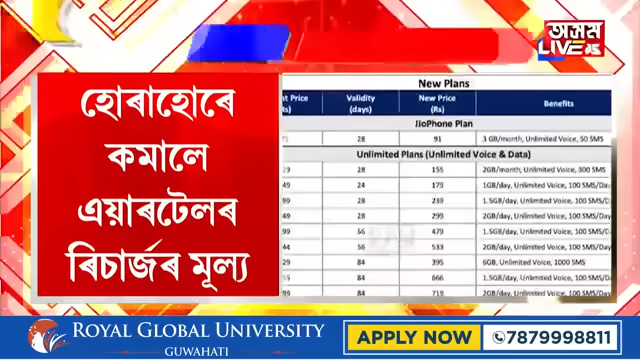 অসম
LIVE 24
হোৰাহোৰে
কমালে
এয়াৰটেলৰ
ৰিচাৰ্জৰ মূল্য
New Plans
Price Validity (days) New Price (Rs) Benefits
JioPhone Plan
28 91 3 GB/month, Unlimited Voice, 50 SMS
Unlimited Plans (Unlimited Voice & Data)
28 155 2GB/month, Unlimited Voice, 300 SMS
24 179 1GB/day, Unlimited Voice, 100 SMS/Day
28 239 1.5GB/day, Unlimited Voice, 100 SMS/D
28 299 2GB/day, Unlimited Voice, 100 SMS/Day
56 479 1.5GB/day, Unlimited Voice, 100 SMS/D
56 533 2GB/day, Unlimited Voice, 100 SMS/Day
84 395 6GB, Unlimited Voice, 1000 SMS
84 666 1.5GB/day, Unlimited Voice, 100 SMS/D
84 719 2GB/day, Unlimited Voice, 100 SMS/Day
ROYAL GLOBAL UNIVERSITY
GUWAHATI
APPLY NOW 7879998811